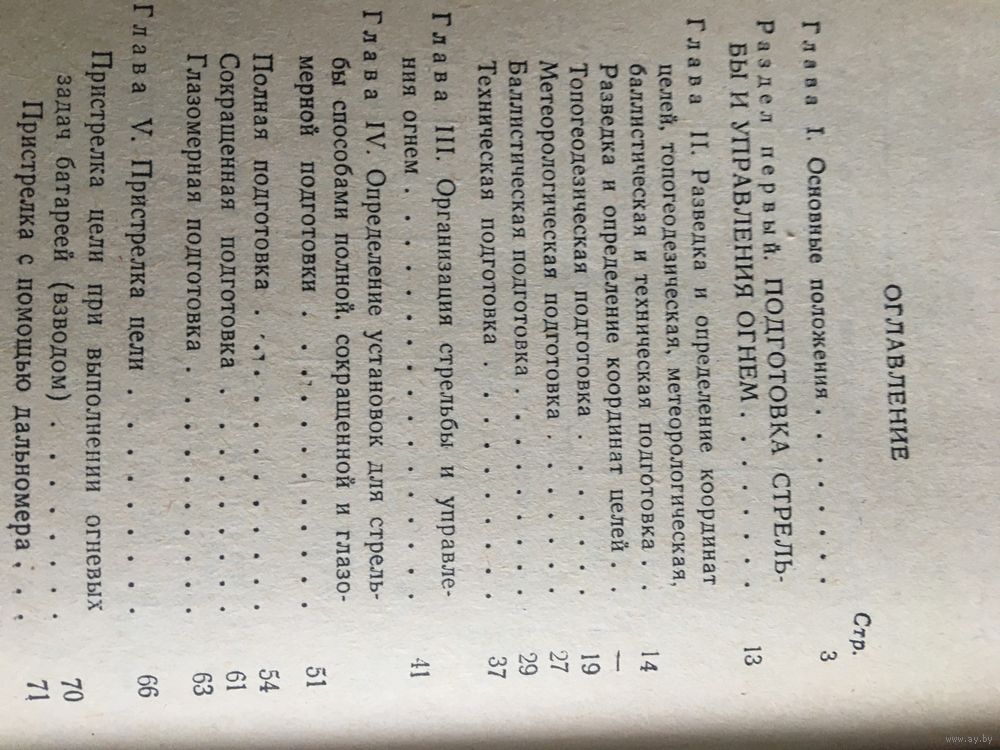 ОГЛАВЛЕНИЕ
Стр.
Глава I. Основные положения . . . . . . 3
Раздел первый. ПОДГОТОВКА СТРЕЛЬ-
БЫ И УПРАВЛЕНИЯ ОГНЕМ . . . . . . 13
Глава II. Разведка и определение координат
целей, топогеодезическая, метеорологическая,
баллистическая и техническая подготовка . . 14
Разведка и определение координат целей . . —
Топогеодезическая подготовка . . . . . . 19
Метеорологическая подготовка . . . . . 27
Баллистическая подготовка . . . . . . . 29
Техническая подготовка . . . . . . . . 37
Глава III. Организация стрельбы и управле-
ния огнем . . . . . . . . . . . . 41
Глава IV. Определение установок для стрель-
бы способами полной, сокращенной и глазо-
мерной подготовки . . . . . . . . . 51
Полная подготовка . . . . . . . . . . 54
Сокращенная подготовка . . . . . . . . 61
Глазомерная подготовка . . . . . . . . 63
Глава V. Пристрелка цели . . . . . . . . 66
Пристрелка цели при выполнении огневых
задач батареей (взводом) . . . . . . . 70
Пристрелка с помощью дальномера . . . 71
www.ay.by